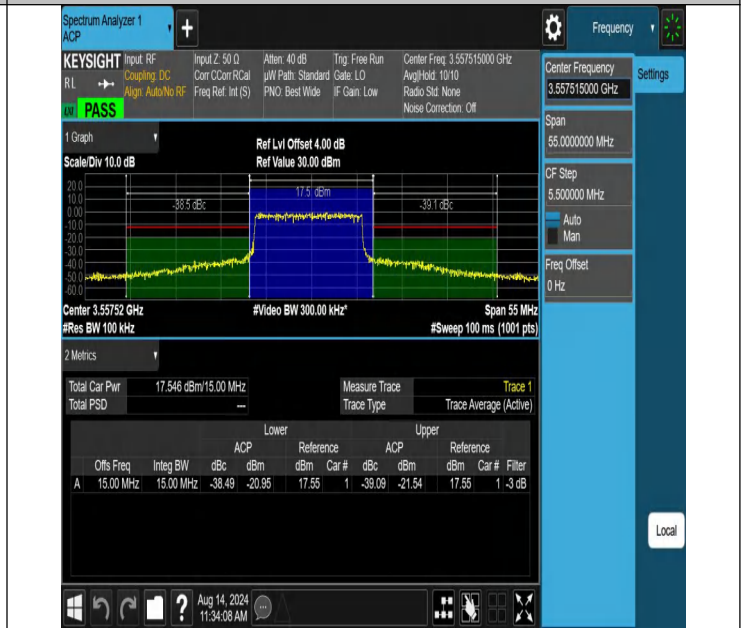 Spectrum Analyzer 1
ACP
+
Frequency
KEYSIGHT
RL
PASS
Input: RF
Coupling: DC
Align: Auto/No RF
Input Z: 50 Ω
Corr CCorr RCal
Freq Ref: Int (S)
Atten: 40 dB
µW Path: Standard
PNO: Best Wide
Trig: Free Run
Gate: LO
IF Gain: Low
Center Freq: 3.557515000 GHz
Avg|Hold: 10/10
Radio Std: None
Noise Correction: Off
Center Frequency
3.557515000 GHz
Settings
Span
55.0000000 MHz
CF Step
5.500000 MHz
Auto
Man
Freq Offset
0 Hz
1 Graph
Scale/Div 10.0 dB
Ref Lvl Offset 4.00 dB
Ref Value 30.00 dBm
20.0
10.0
0.00
-10.0
-20.0
-30.0
-40.0
-50.0
-60.0
-38.5 dBc
17.5 dBm
-39.1 dBc
Center 3.55752 GHz
#Video BW 300.00 kHz*
Span 55 MHz
#Res BW 100 kHz
#Sweep 100 ms (1001 pts)
2 Metrics
Total Car Pwr 17.546 dBm/15.00 MHz
Total PSD ---
Measure Trace Trace 1
Trace Type Trace Average (Active)
Lower Upper
ACP Reference ACP Reference
Offs Freq Integ BW dBc dBm dBm Car # dBc dBm dBm Car # Filter
A 15.00 MHz 15.00 MHz -38.49 -20.95 17.55 1 -39.09 -21.54 17.55 1 -3 dB
Local
?
Aug 14, 2024
11:34:08 AM